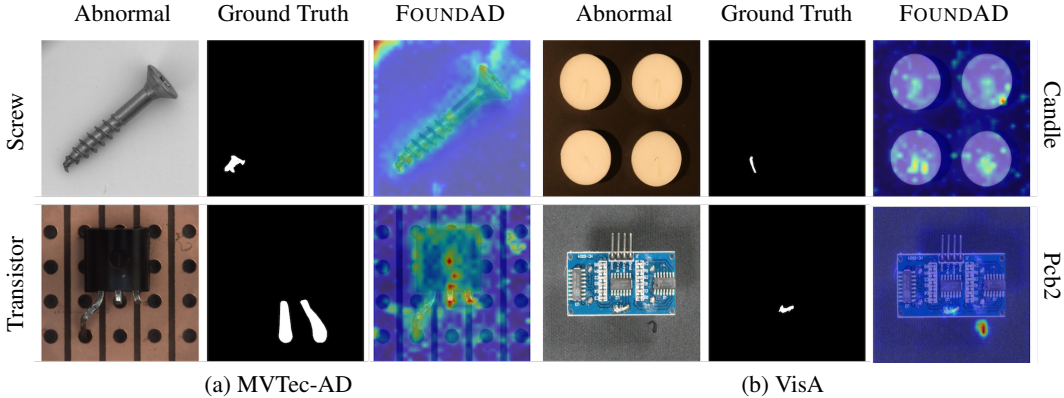 Abnormal Ground Truth FOUNDAD Abnormal Ground Truth FOUNDAD
Screw
Candle
Transistor
Pcb2
(a) MVTec-AD (b) VisA